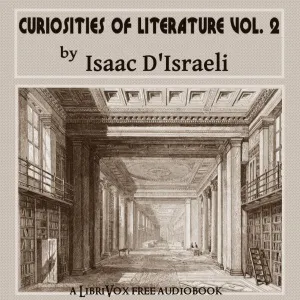 CURIOSITIES OF LITERATURE VOL. 2
by Isaac D'Israeli
A LIBRIVOX FREE AUDIOBOOK